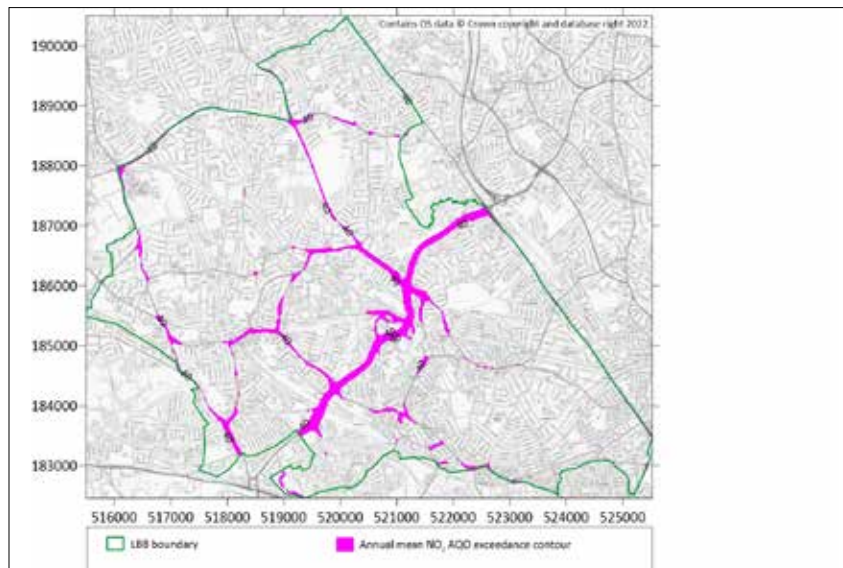 Contains OS data © Crown copyright and database right 2022
190000
189000
188000
187000
186000
185000
184000
183000
516000 517000 518000 519000 520000 521000 522000 523000 524000 525000
LBB boundary
Annual mean NO₂ AQO exceedance contour